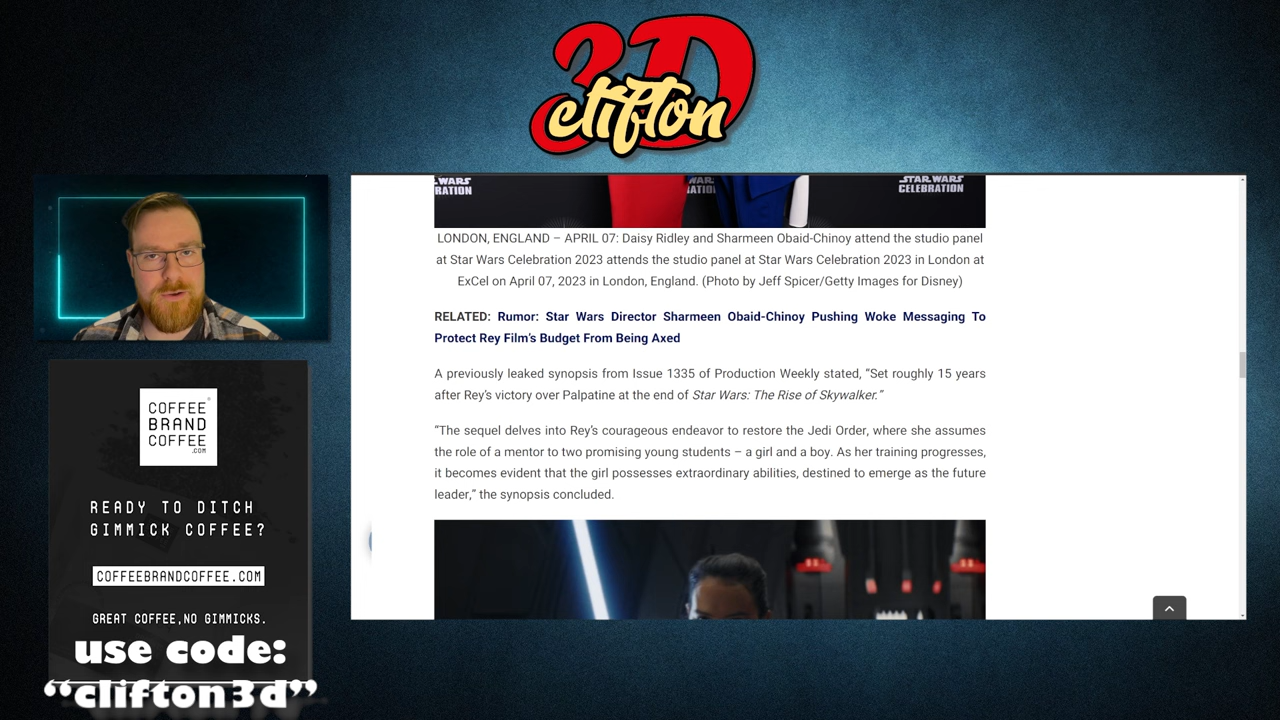 3D
clifton
RATION
WARS
RATION
STAR WARS
CELEBRATION
LONDON, ENGLAND – APRIL 07: Daisy Ridley and Sharmeen Obaid-Chinoy attend the studio panel
at Star Wars Celebration 2023 attends the studio panel at Star Wars Celebration 2023 in London at
ExCel on April 07, 2023 in London, England. (Photo by Jeff Spicer/Getty Images for Disney)
RELATED: Rumor: Star Wars Director Sharmeen Obaid-Chinoy Pushing Woke Messaging To
Protect Rey Film’s Budget From Being Axed
A previously leaked synopsis from Issue 1335 of Production Weekly stated, “Set roughly 15 years
after Rey’s victory over Palpatine at the end of Star Wars: The Rise of Skywalker.”
“The sequel delves into Rey’s courageous endeavor to restore the Jedi Order, where she assumes
the role of a mentor to two promising young students – a girl and a boy. As her training progresses,
it becomes evident that the girl possesses extraordinary abilities, destined to emerge as the future
leader,” the synopsis concluded.
COFFEE
BRAND
COFFEE
.COM
READY TO DITCH
GIMMICK COFFEE?
COFFEEBRANDCOFFEE.COM
GREAT COFFEE,NO GIMMICKS.
use code:
“clifton3d”